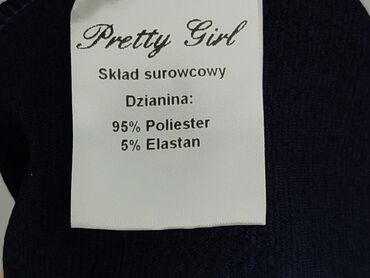 Pretty Girl
Skład surowcowy
Dzianina:
95% Poliester
5% Elastan